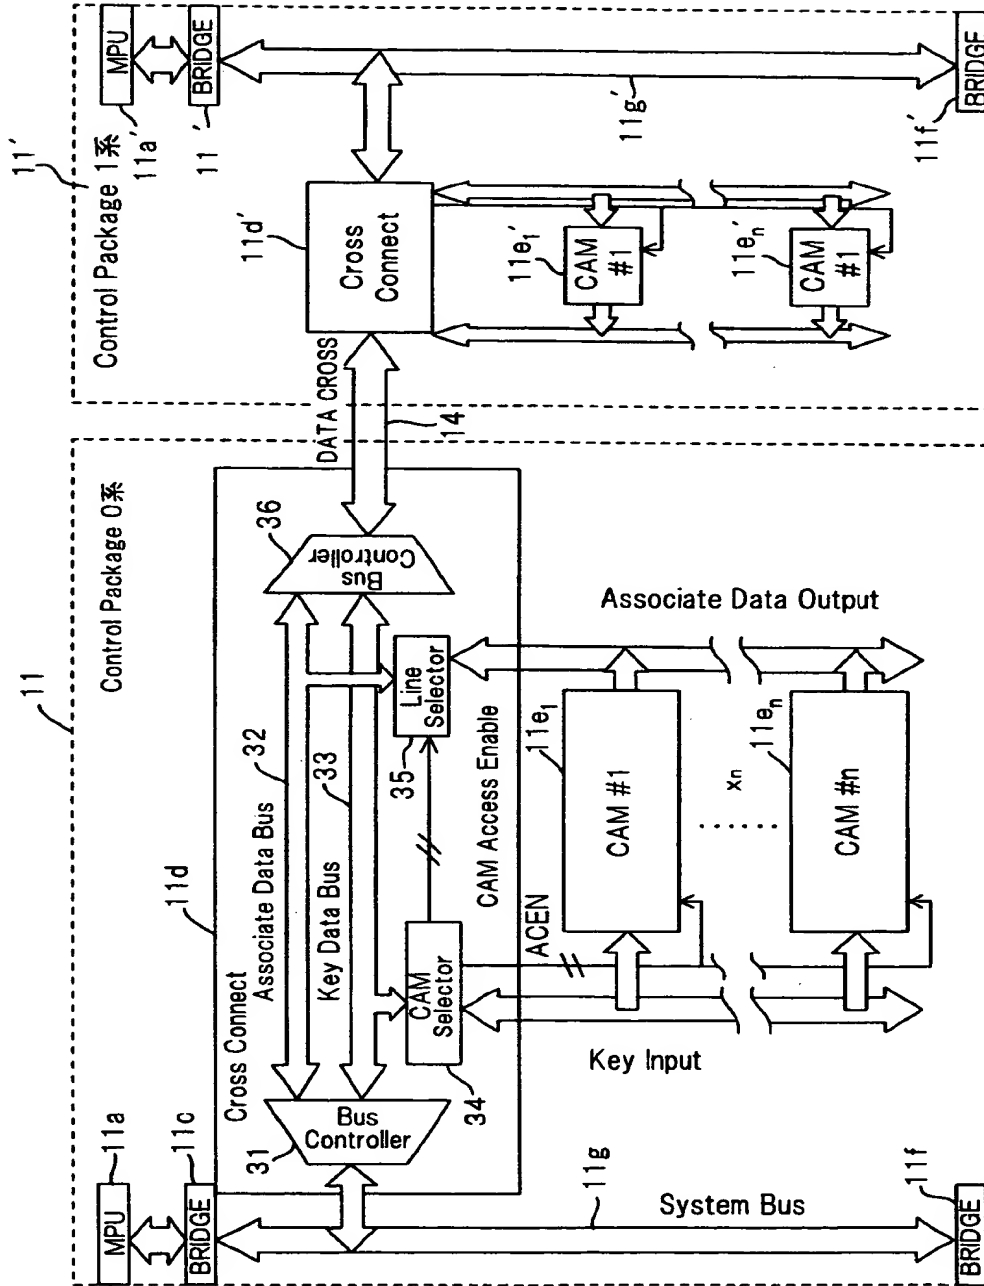 11
Control Package 0系
11a
MPU
11c
BRIDGE
11d
Cross Connect
Associate Data Bus
32
Key Data Bus
33
31
Bus
Controller
36
Bus
Controller
CAM
Selector
34
Line
Selector
35
CAM Access Enable
ACEN
DATA CROSS
14
System Bus
11g
11f
BRIDGE
Key Input
Associate Data Output
11e1
CAM #1
xn
11en
CAM #n
11'
Control Package 1系
11a'
MPU
11'
BRIDGE
11d'
Cross
Connect
11e1'
CAM
#1
11en'
CAM
#1
11g'
11f'
BRIDGE